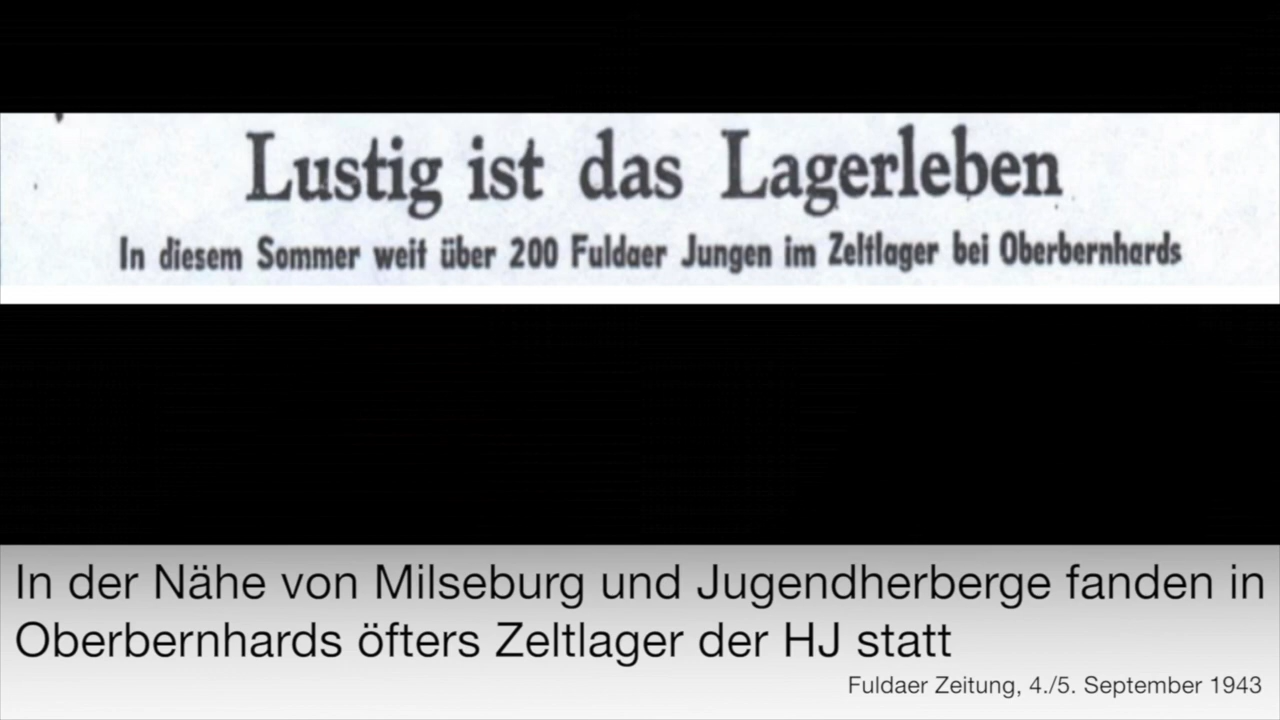 Lustig ist das Lagerleben
In diesem Sommer weit über 200 Fuldaer Jungen im Zeltlager bei Oberbernhards
In der Nähe von Milseburg und Jugendherberge fanden in
Oberbernhards öfters Zeltlager der HJ statt
Fuldaer Zeitung, 4./5. September 1943